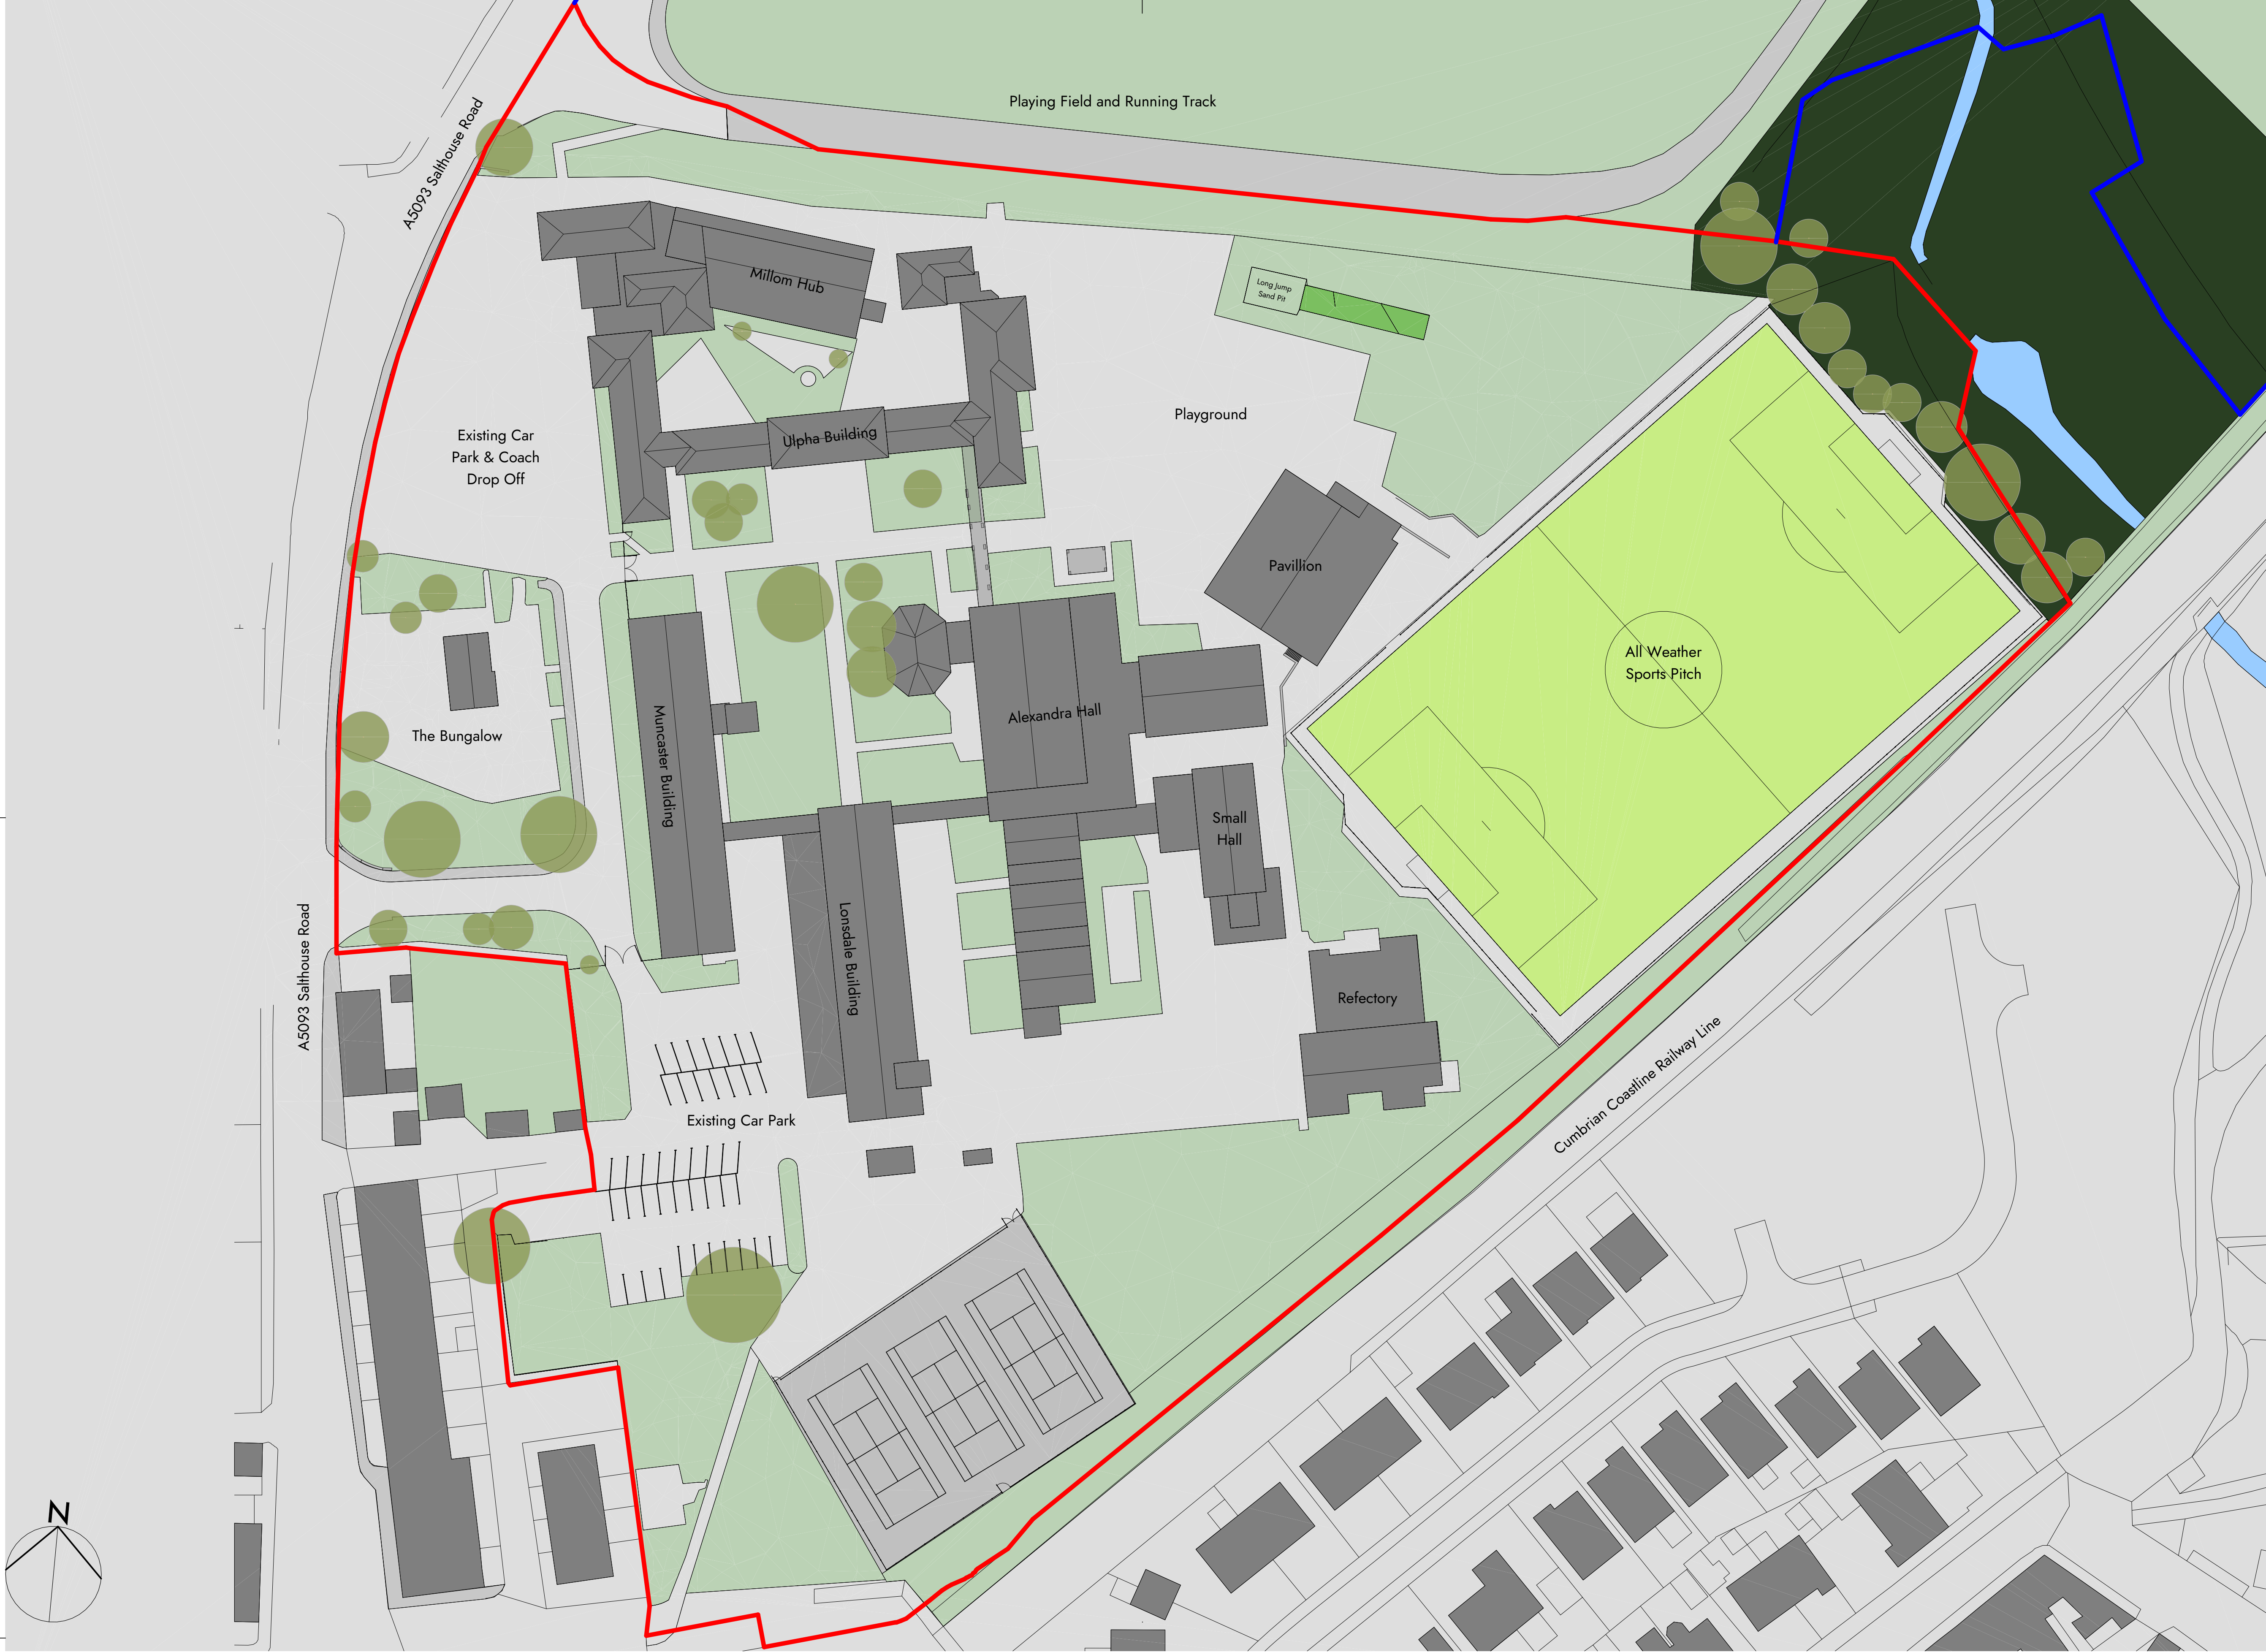 Playing Field and Running Track
A5093 Salthouse Road
Millom Hub
Long Jump
Sand Pit
Playground
Existing Car
Park & Coach
Drop Off
Ulpha Building
Pavillion
All Weather
Sports Pitch
The Bungalow
Muncaster Building
Alexandra Hall
Small
Hall
Lonsdale Building
A5093 Salthouse Road
Refectory
Cumbrian Coastline Railway Line
Existing Car Park
N